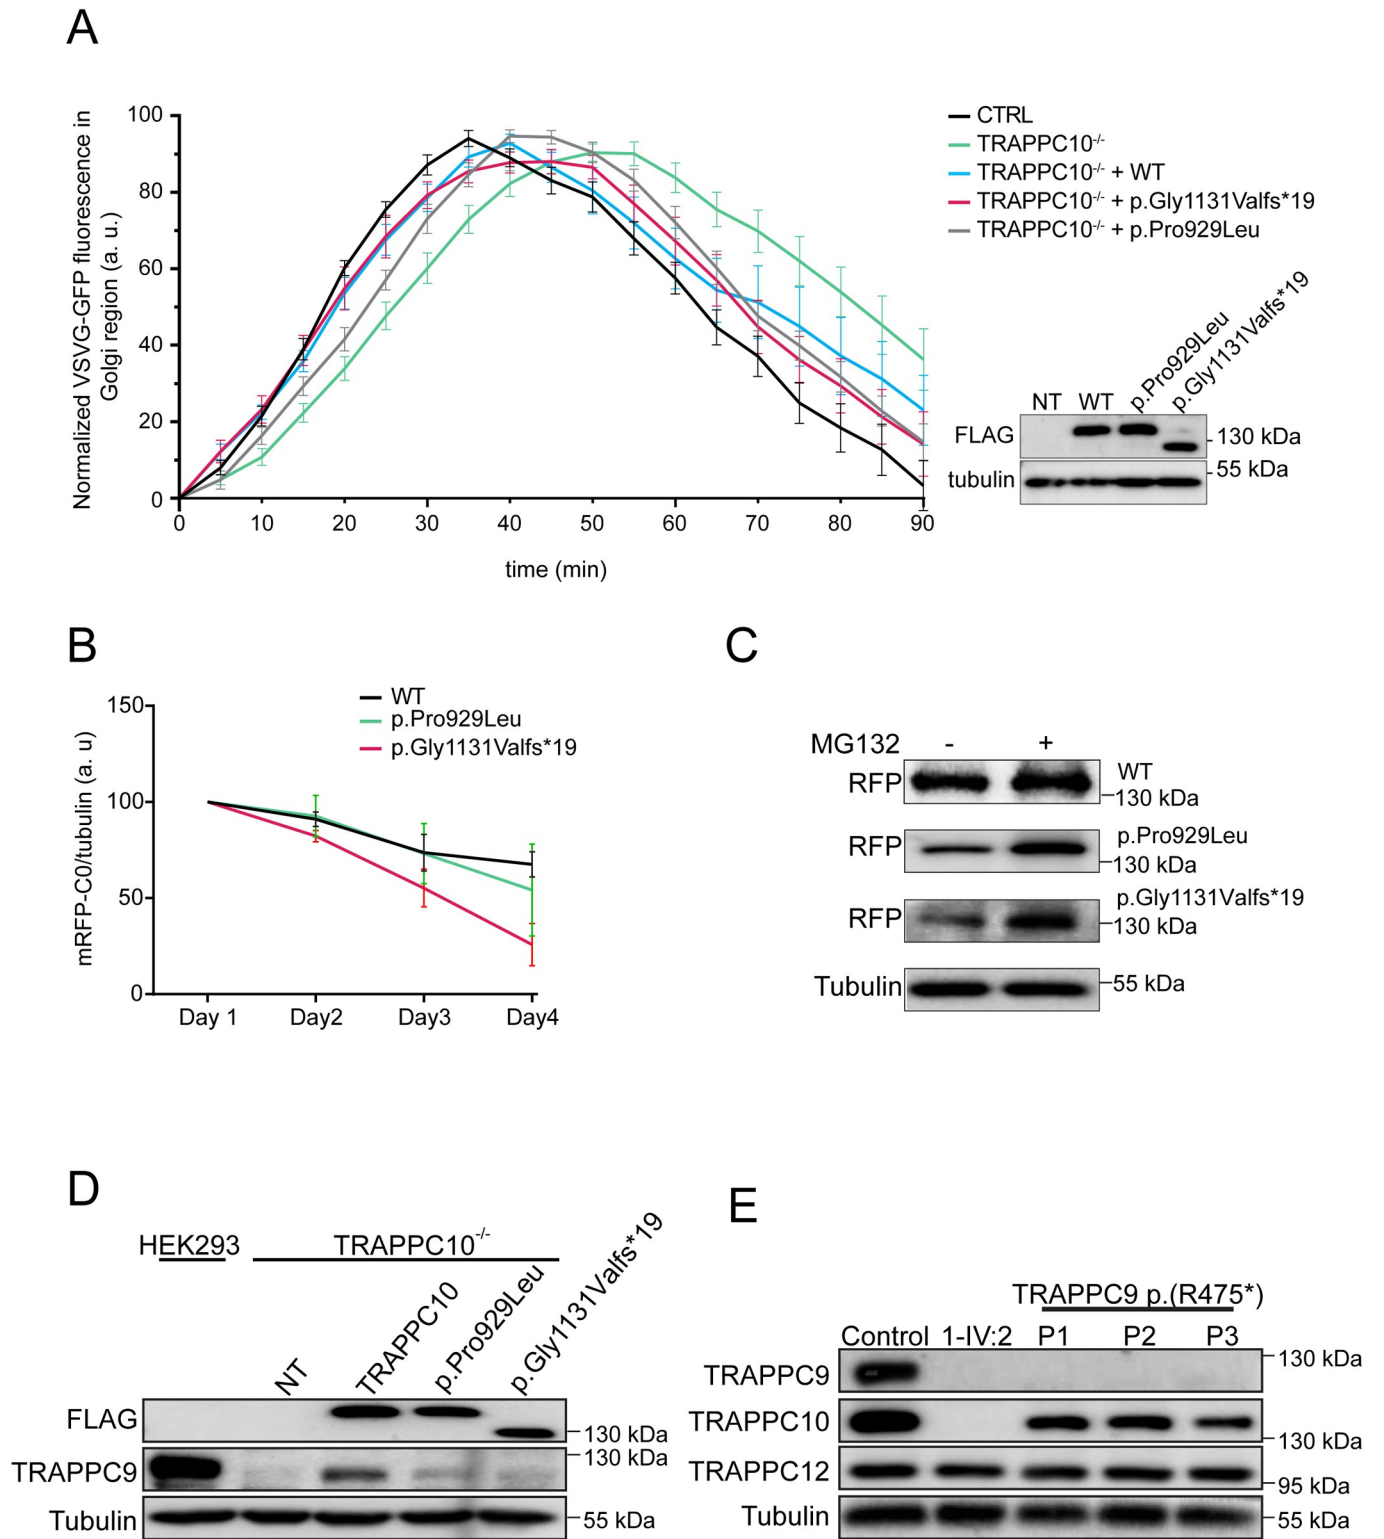 A
Normalized VSVG-GFP fluorescence in
Golgi region (a. u.)
100
80
60
40
20
0
0 10 20 30 40 50 60 70 80 90
time (min)
CTRL
TRAPPC10-/-
TRAPPC10-/- + WT
TRAPPC10-/- + p.Gly1131Valfs*19
TRAPPC10-/- + p.Pro929Leu
NT WT p.Pro929Leu p.Gly1131Valfs*19
FLAG
130 kDa
55 kDa
tubulin
B
mRFP-C0/tubulin (a. u)
150
100
50
0
Day 1 Day2 Day3 Day4
WT
p.Pro929Leu
p.Gly1131Valfs*19
C
MG132 - +
RFP WT
130 kDa
RFP p.Pro929Leu
130 kDa
RFP p.Gly1131Valfs*19
130 kDa
Tubulin 55 kDa
D
HEK293 TRAPPC10-/-
NT TRAPPC10 p.Pro929Leu p.Gly1131Valfs*19
FLAG 130 kDa
130 kDa
TRAPPC9
Tubulin 55 kDa
E
TRAPPC9 p.(R475*)
Control 1-IV:2 P1 P2 P3
130 kDa
TRAPPC9
TRAPPC10
130 kDa
TRAPPC12
95 kDa
Tubulin 55 kDa